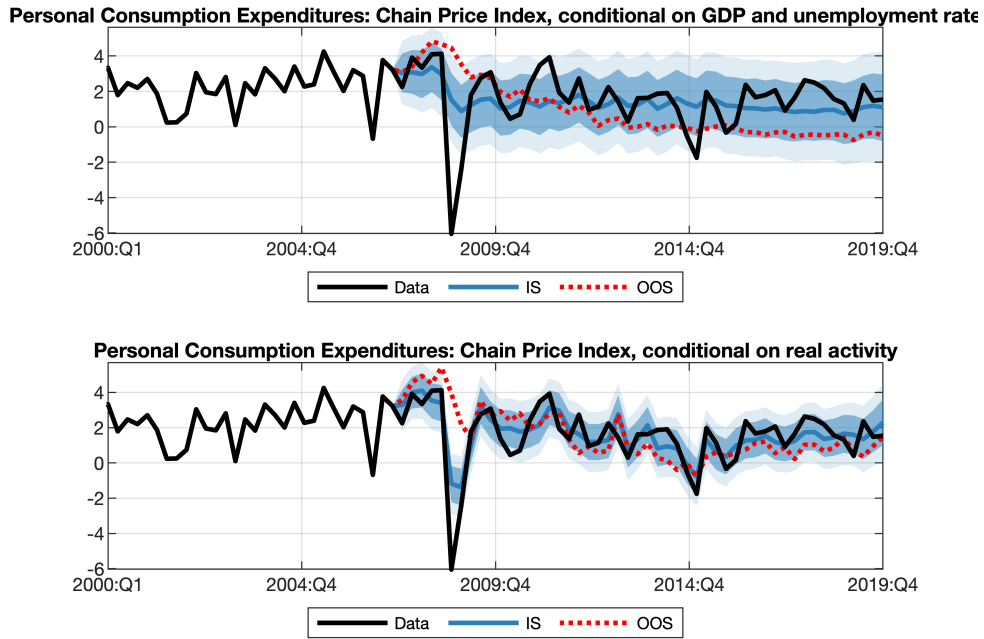 Personal Consumption Expenditures: Chain Price Index, conditional on GDP and unemployment rate
4
2
0
-2
-4
-6
2000:Q1 2004:Q4 2009:Q4 2014:Q4 2019:Q4
Data IS OOS
Personal Consumption Expenditures: Chain Price Index, conditional on real activity
4
2
0
-2
-4
-6
2000:Q1 2004:Q4 2009:Q4 2014:Q4 2019:Q4
Data IS OOS